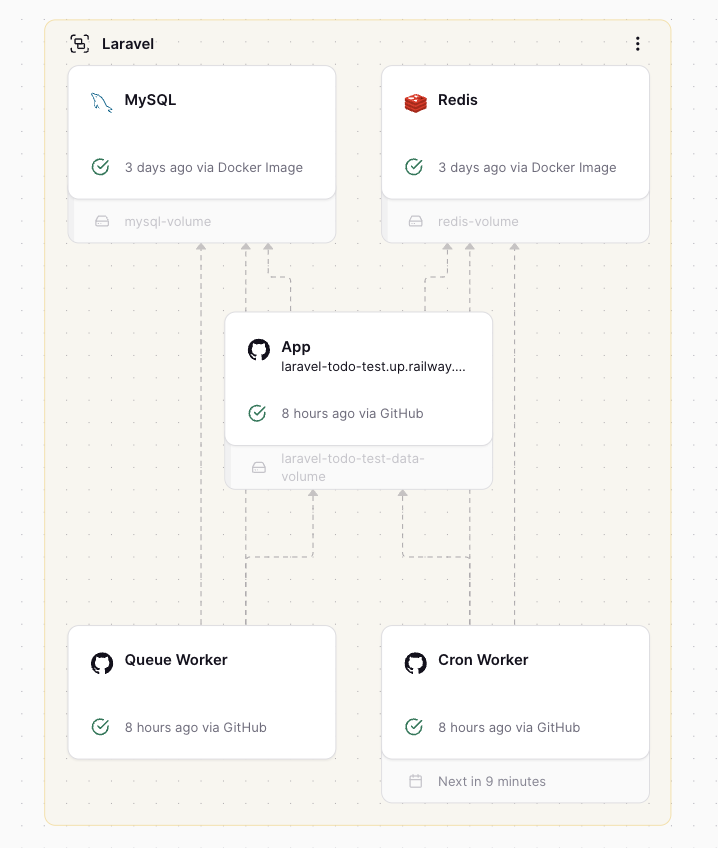 Laravel
MySQL
3 days ago via Docker Image
mysql-volume
Redis
3 days ago via Docker Image
redis-volume
App
laravel-todo-test.up.railway....
8 hours ago via GitHub
laravel-todo-test-data-
volume
Queue Worker
8 hours ago via GitHub
Cron Worker
8 hours ago via GitHub
Next in 9 minutes